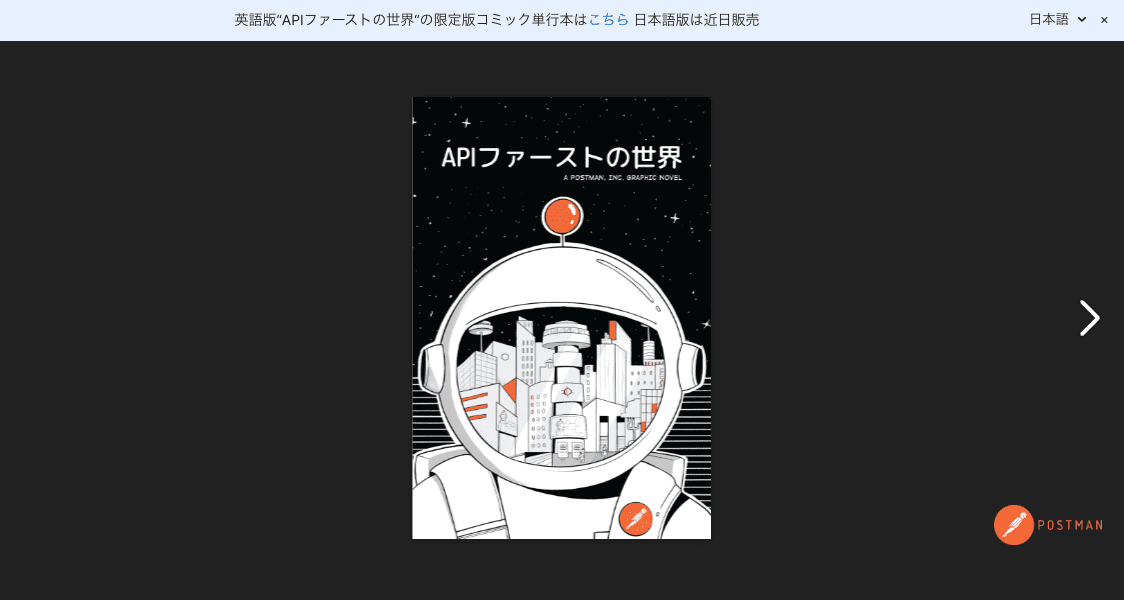 英語版“APIファーストの世界“の限定版コミック単行本はこちら 日本語版は近日販売
日本語
×
APIファーストの世界
A POSTMAN, INC. GRAPHIC NOVEL
POSTMAN